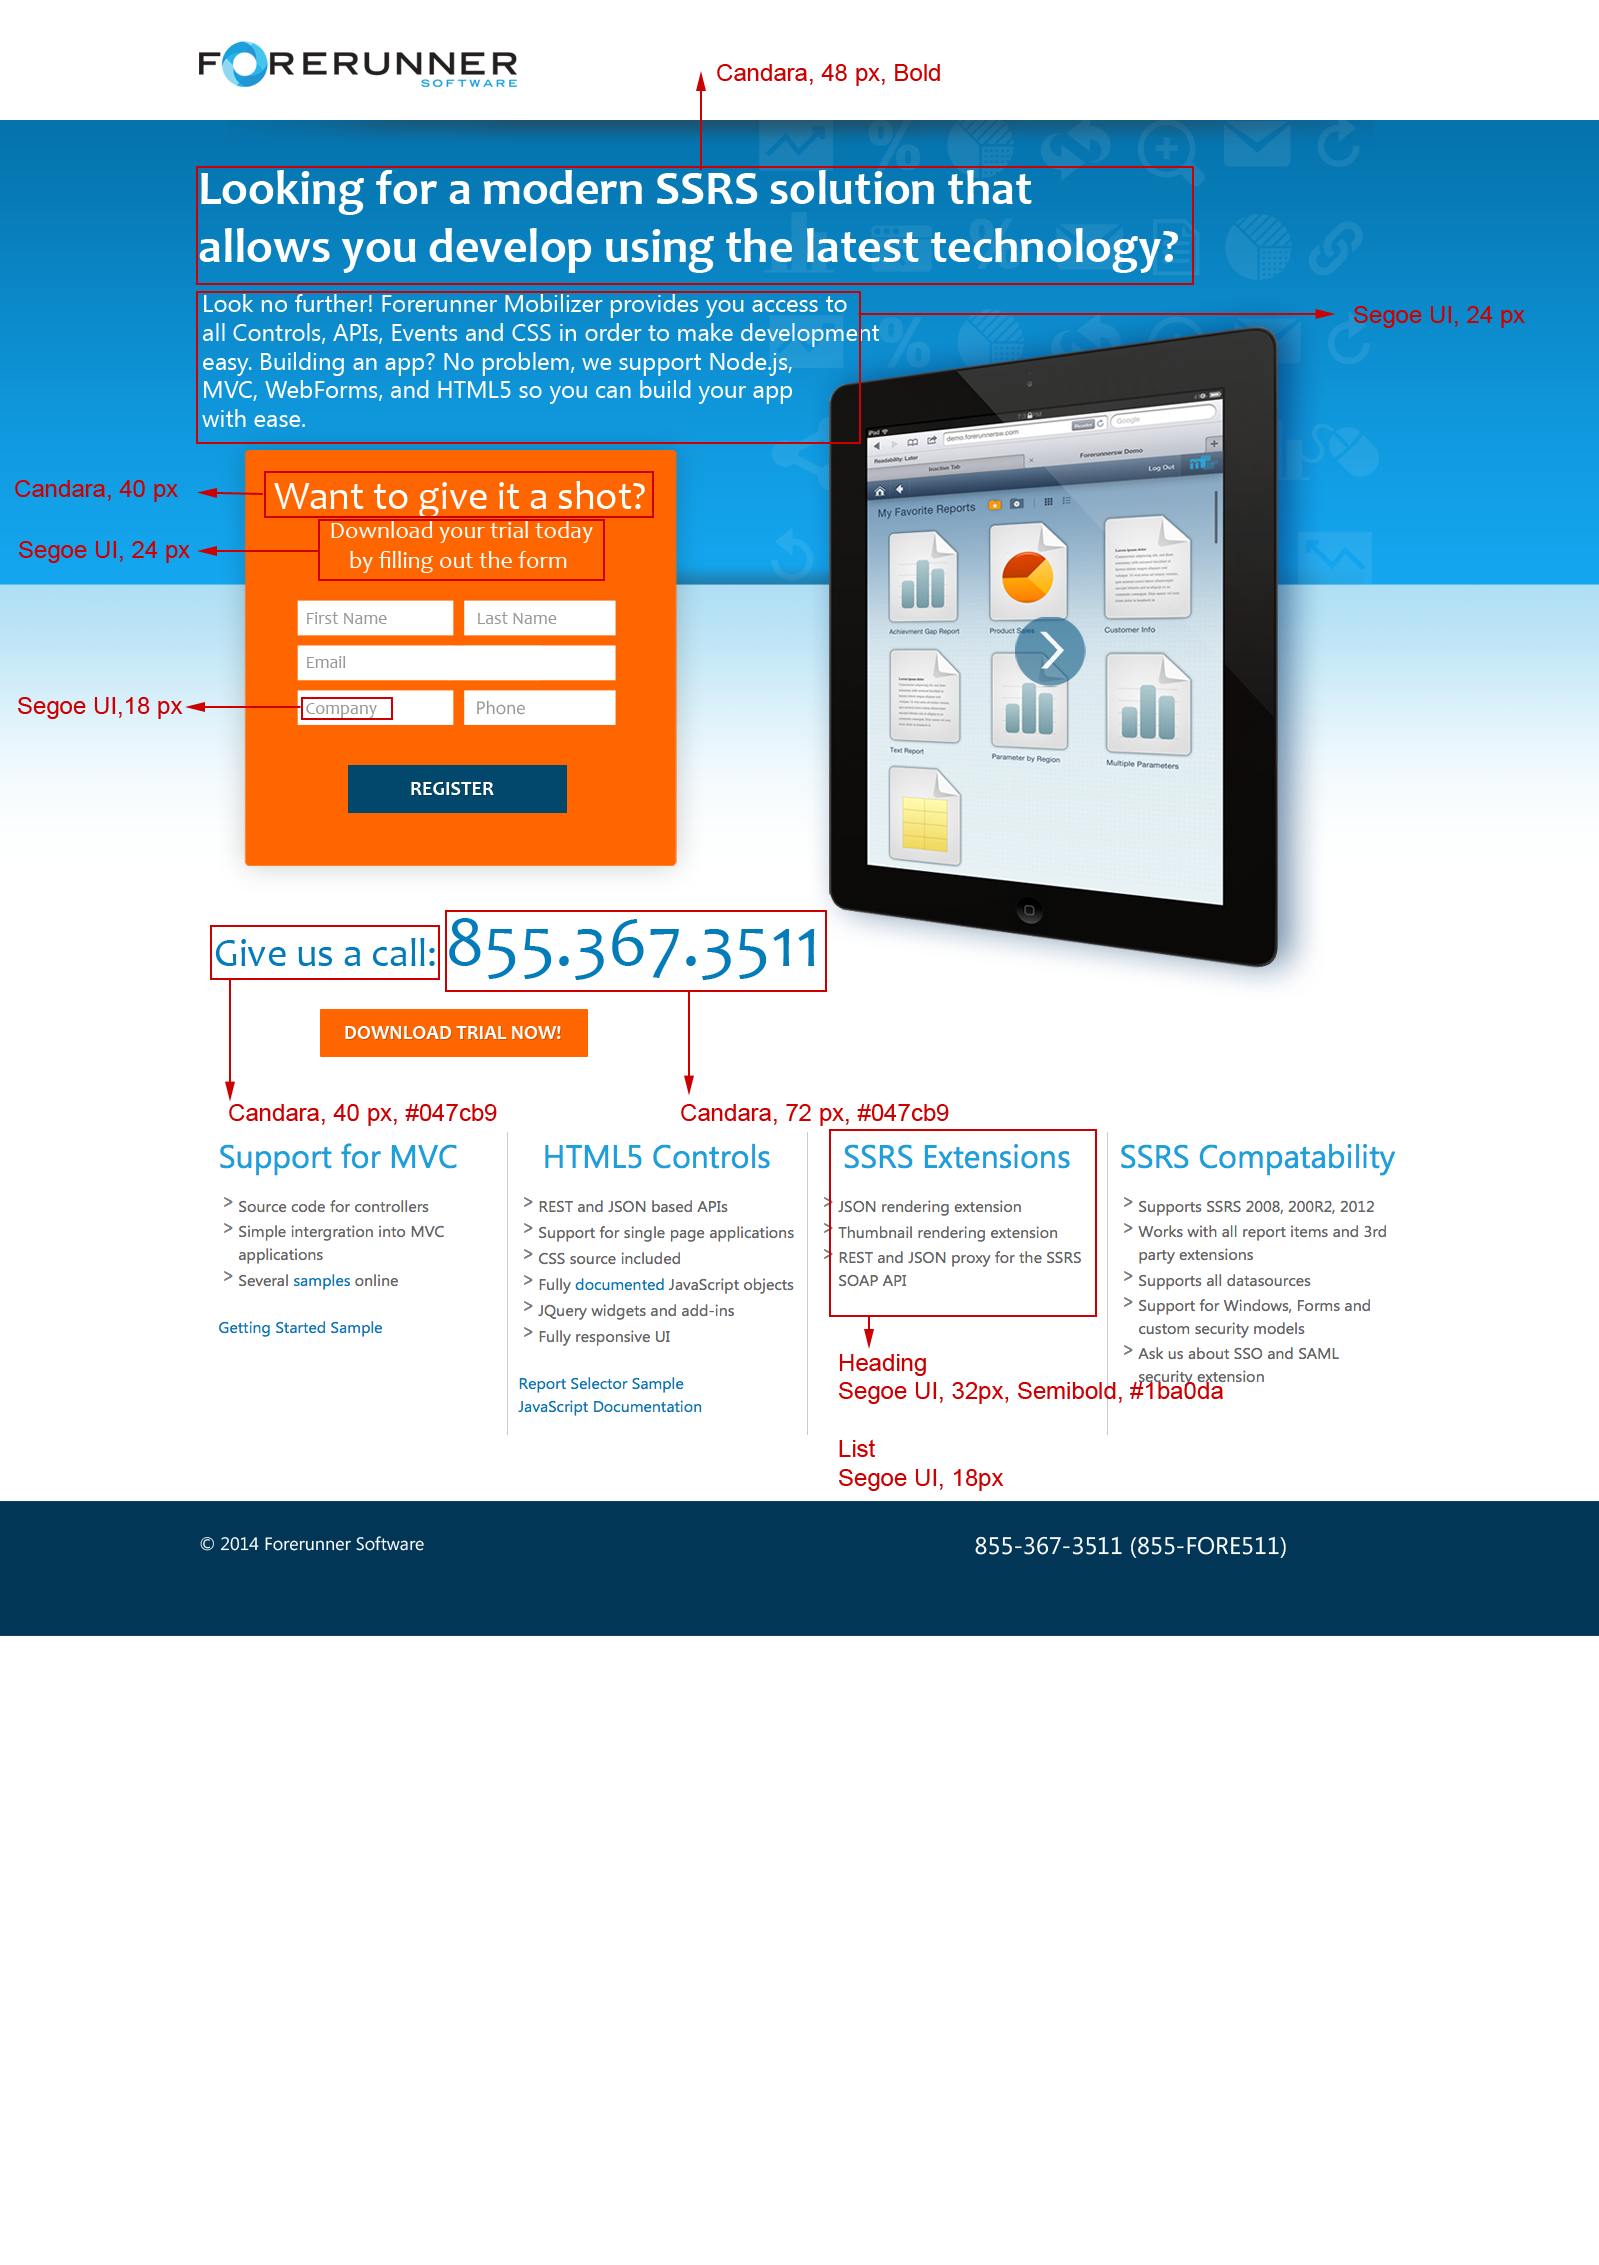 FORERUNNER
SOFTWARE
Candara, 48 px, Bold
Looking for a modern SSRS solution that
allows you develop using the latest technology?
Look no further! Forerunner Mobilizer provides you access to
all Controls, APIs, Events and CSS in order to make development
easy. Building an app? No problem, we support Node.js,
MVC, WebForms, and HTML5 so you can build your app
with ease.
Segoe UI, 24 px
Candara, 40 px
Want to give it a shot?
Segoe UI, 24 px
Download your trial today
by filling out the form
First Name
Last Name
Email
Segoe UI,18 px
Company
Phone
REGISTER
iPad
demo.forerunnersw.com
Reader
Google
Readability: Later
Inactive Tab
Forerunnersw Demo
Log Out
My Favorite Reports
Achievment Gap Report
Product Sales
Customer Info
Text Report
Parameter by Region
Multiple Parameters
Give us a call:
855.367.3511
DOWNLOAD TRIAL NOW!
Candara, 40 px, #047cb9
Candara, 72 px, #047cb9
Support for MVC
> Source code for controllers
> Simple intergration into MVC
applications
> Several samples online
Getting Started Sample
HTML5 Controls
> REST and JSON based APIs
> Support for single page applications
> CSS source included
> Fully documented JavaScript objects
> JQuery widgets and add-ins
> Fully responsive UI
Report Selector Sample
JavaScript Documentation
SSRS Extensions
> JSON rendering extension
> Thumbnail rendering extension
> REST and JSON proxy for the SSRS
SOAP API
Heading
Segoe UI, 32px, Semibold, #1ba0da
List
Segoe UI, 18px
SSRS Compatability
> Supports SSRS 2008, 200R2, 2012
> Works with all report items and 3rd
party extensions
> Supports all datasources
> Support for Windows, Forms and
custom security models
> Ask us about SSO and SAML
security extension
© 2014 Forerunner Software
855-367-3511 (855-FORE511)